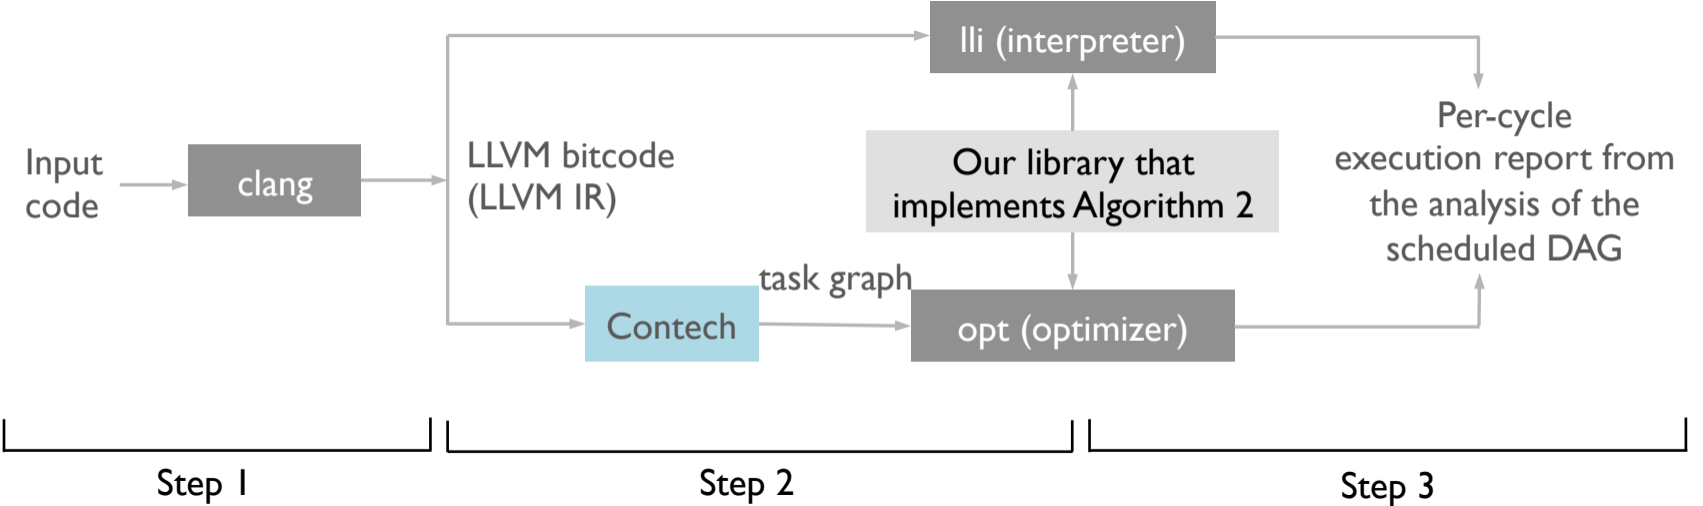 lli (interpreter)
Input
code
clang
LLVM bitcode
(LLVM IR)
Our library that
implements Algorithm 2
Per-cycle
execution report from
the analysis of the
scheduled DAG
task graph
Contech
opt (optimizer)
Step 1
Step 2
Step 3